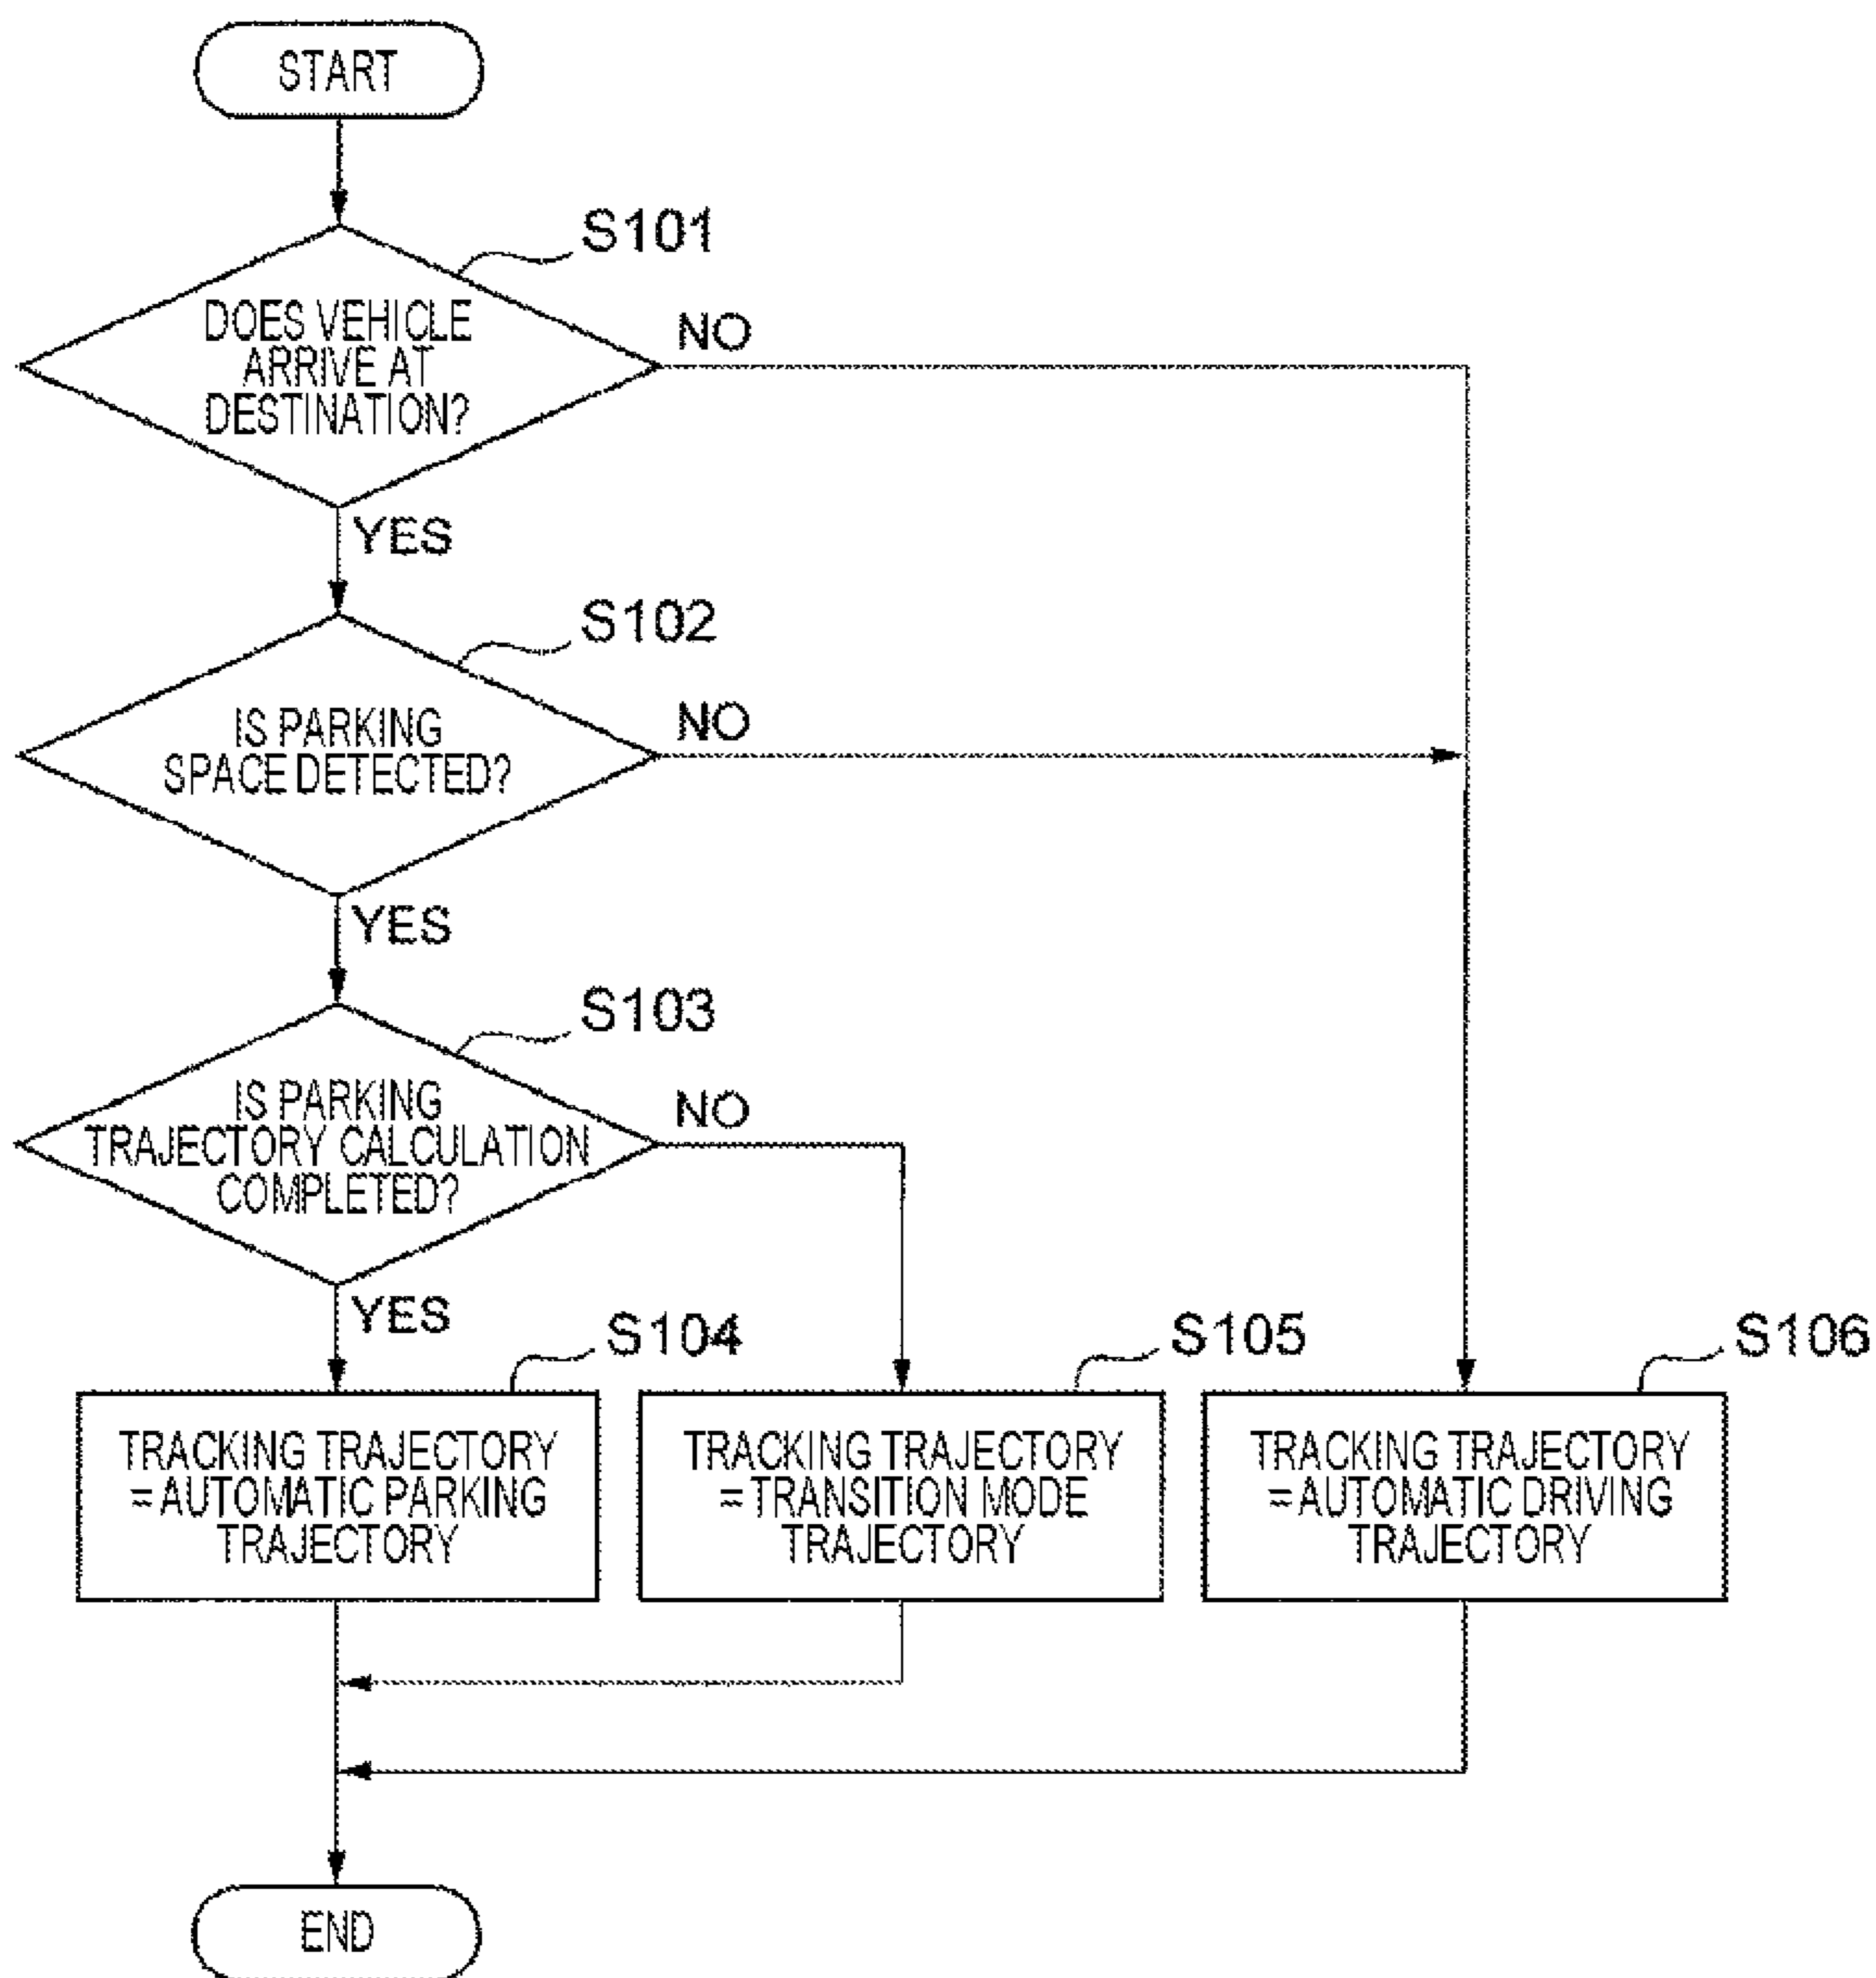 START
S101
DOES VEHICLE
ARRIVE AT
DESTINATION?
NO
YES
S102
IS PARKING
SPACE DETECTED?
NO
YES
S103
IS PARKING
TRAJECTORY CALCULATION
COMPLETED?
NO
YES
S104
TRACKING TRAJECTORY
= AUTOMATIC PARKING
TRAJECTORY
S105
TRACKING TRAJECTORY
= TRANSITION MODE
TRAJECTORY
S106
TRACKING TRAJECTORY
= AUTOMATIC DRIVING
TRAJECTORY
END